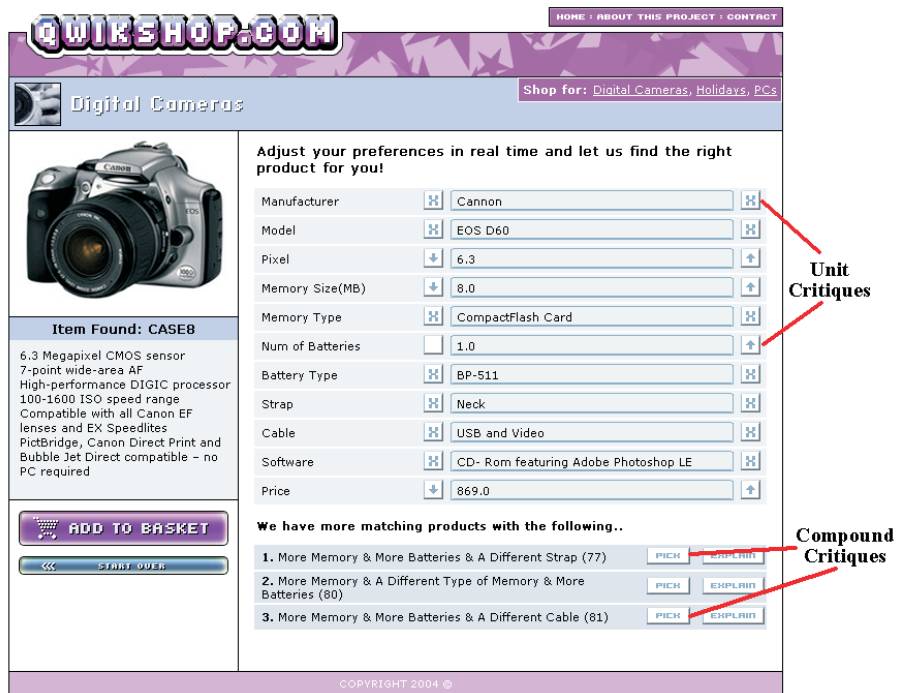 HOME : ABOUT THIS PROJECT : CONTACT
QWIKSHOP.COM
Shop for: Digital Cameras, Holidays, PCs
Digital Cameras
Adjust your preferences in real time and let us find the right
product for you!
Canon
EOS
Manufacturer Cannon
Model EOS D60
Pixel 6.3
Memory Size(MB) 8.0
Memory Type CompactFlash Card
Num of Batteries 1.0
Battery Type BP-511
Strap Neck
Cable USB and Video
Software CD- Rom featuring Adobe Photoshop LE
Price 869.0
Unit
Critiques
Item Found: CASE8
6.3 Megapixel CMOS sensor
7-point wide-area AF
High-performance DIGIC processor
100-1600 ISO speed range
Compatible with all Canon EF
lenses and EX Speedlites
PictBridge, Canon Direct Print and
Bubble Jet Direct compatible – no
PC required
ADD TO BASKET
START OVER
We have more matching products with the following..
1. More Memory & More Batteries & A Different Strap (77) PICK EXPLAIN
2. More Memory & A Different Type of Memory & More
Batteries (80) PICK EXPLAIN
3. More Memory & More Batteries & A Different Cable (81) PICK EXPLAIN
Compound
Critiques
COPYRIGHT 2004 ©